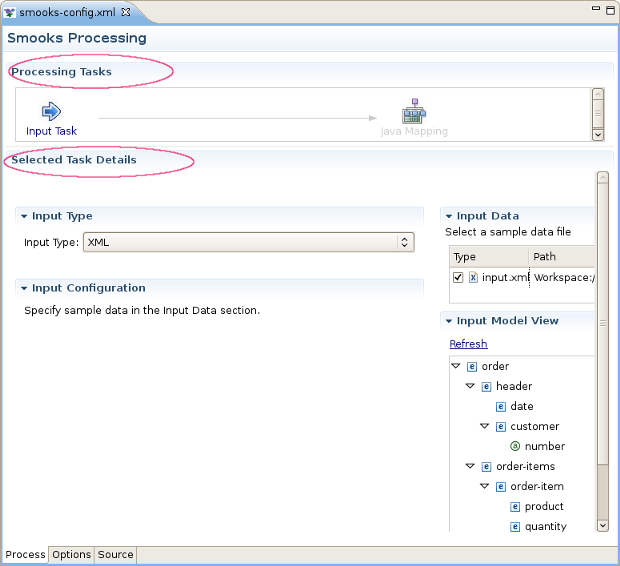 smooks-config.xml
Smooks Processing
Processing Tasks
Input Task
Java Mapping
Selected Task Details
Input Type
Input Type: XML
Input Configuration
Specify sample data in the Input Data section.
Input Data
Select a sample data file
Type Path
input.xml Workspace:/
Input Model View
Refresh
order
header
date
customer
number
order-items
order-item
product
quantity
Process Options Source